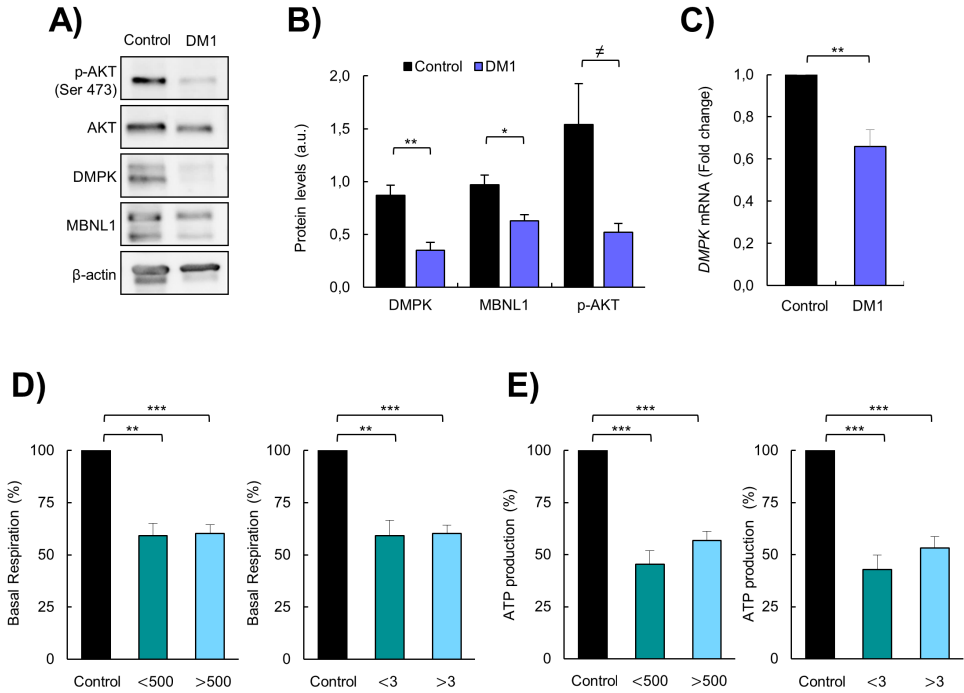 A)
Control DM1
p-AKT
(Ser 473)
AKT
DMPK
MBNL1
β-actin
B)
Control DM1
≠
**
*
2,0
1,5
1,0
0,5
0,0
Protein levels (a.u.)
DMPK MBNL1 p-AKT
C)
**
1,0
0,8
0,6
0,4
0,2
0,0
DMPK mRNA (Fold change)
Control DM1
D)
***
**
100
75
50
25
0
Basal Respiration (%)
Control <500 >500
***
**
100
75
50
25
0
Basal Respiration (%)
Control <3 >3
E)
***
***
100
75
50
25
0
ATP production (%)
Control <500 >500
***
***
100
75
50
25
0
ATP production (%)
Control <3 >3